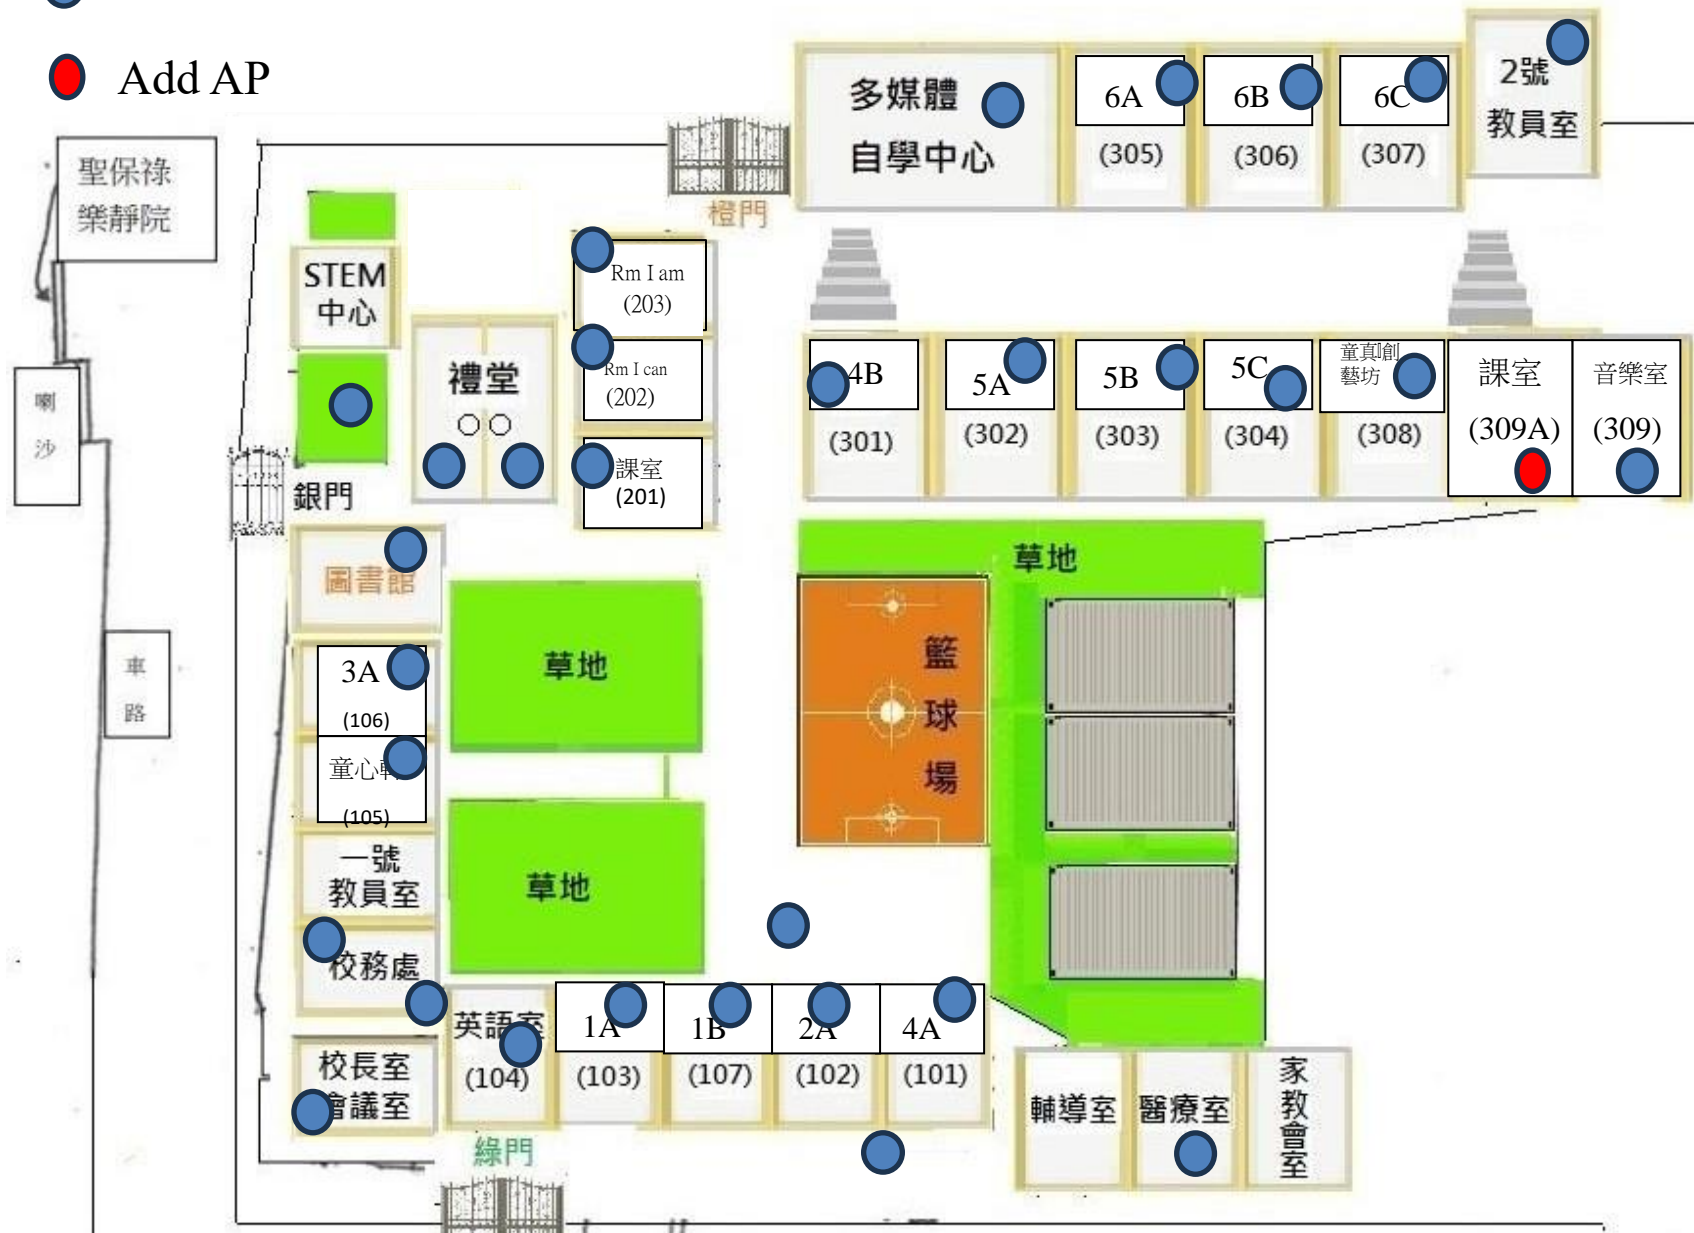 Add AP
聖保祿
樂靜院
喇
沙
車
路
橙門
多媒體
自學中心
6A
(305)
6B
(306)
6C
(307)
2號
教員室
STEM
中心
禮堂
Rm I am
(203)
Rm I can
(202)
課室
(201)
4B
(301)
5A
(302)
5B
(303)
5C
(304)
童真創
藝坊
(308)
課室
(309A)
音樂室
(309)
銀門
圖書館
3A
(106)
童心
(105)
一號
教員室
校務處
校長室
會議室
草地
草地
草地
籃
球
場
英語室
(104)
1A
(103)
1B
(107)
2A
(102)
4A
(101)
綠門
輔導室
醫療室
家
教
會
室